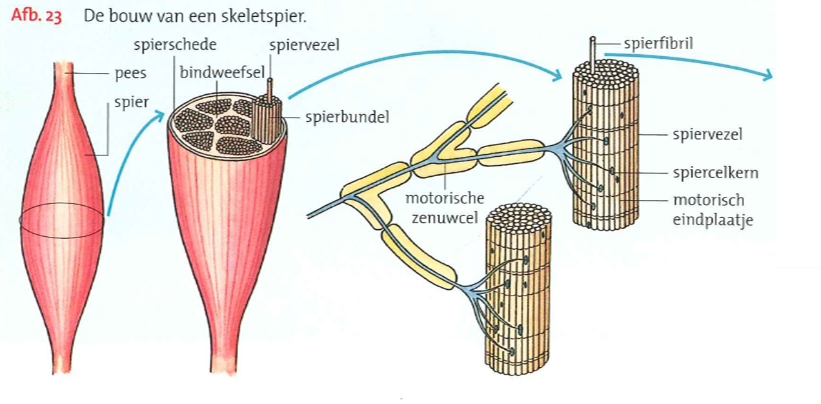 Afb. 23 De bouw van een skeletspier.
spierschede
spiervezel
pees
bindweefsel
spier
spierbundel
spierfibril
spiervezel
spiercelkern
motorisch
eindplaatje
motorische
zenuwcel